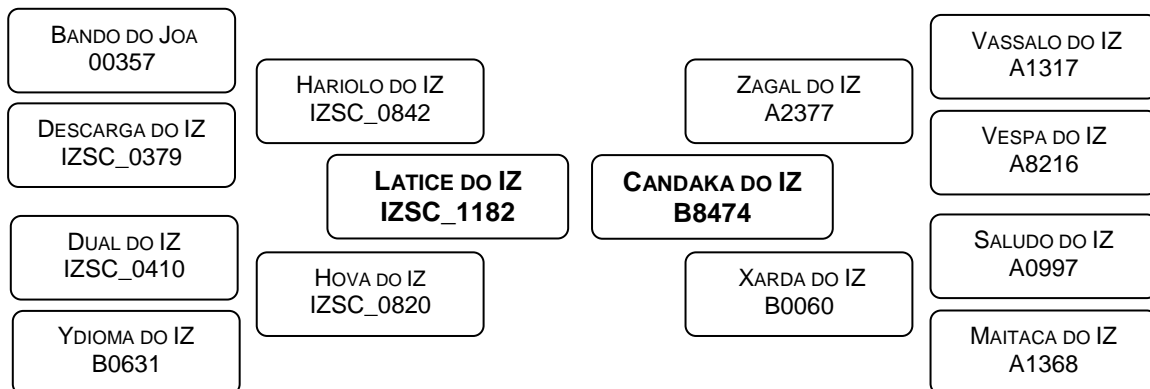 BANDO DO JOA
00357
DESCARGA DO IZ
IZSC_0379
DUAL DO IZ
IZSC_0410
YDIOMA DO IZ
B0631
HARIOLO DO IZ
IZSC_0842
HOVA DO IZ
IZSC_0820
LATICE DO IZ
IZSC_1182
CANDAKA DO IZ
B8474
ZAGAL DO IZ
A2377
XARDA DO IZ
B0060
VASSALO DO IZ
A1317
VESPA DO IZ
A8216
SALUDO DO IZ
A0997
MAITACA DO IZ
A1368